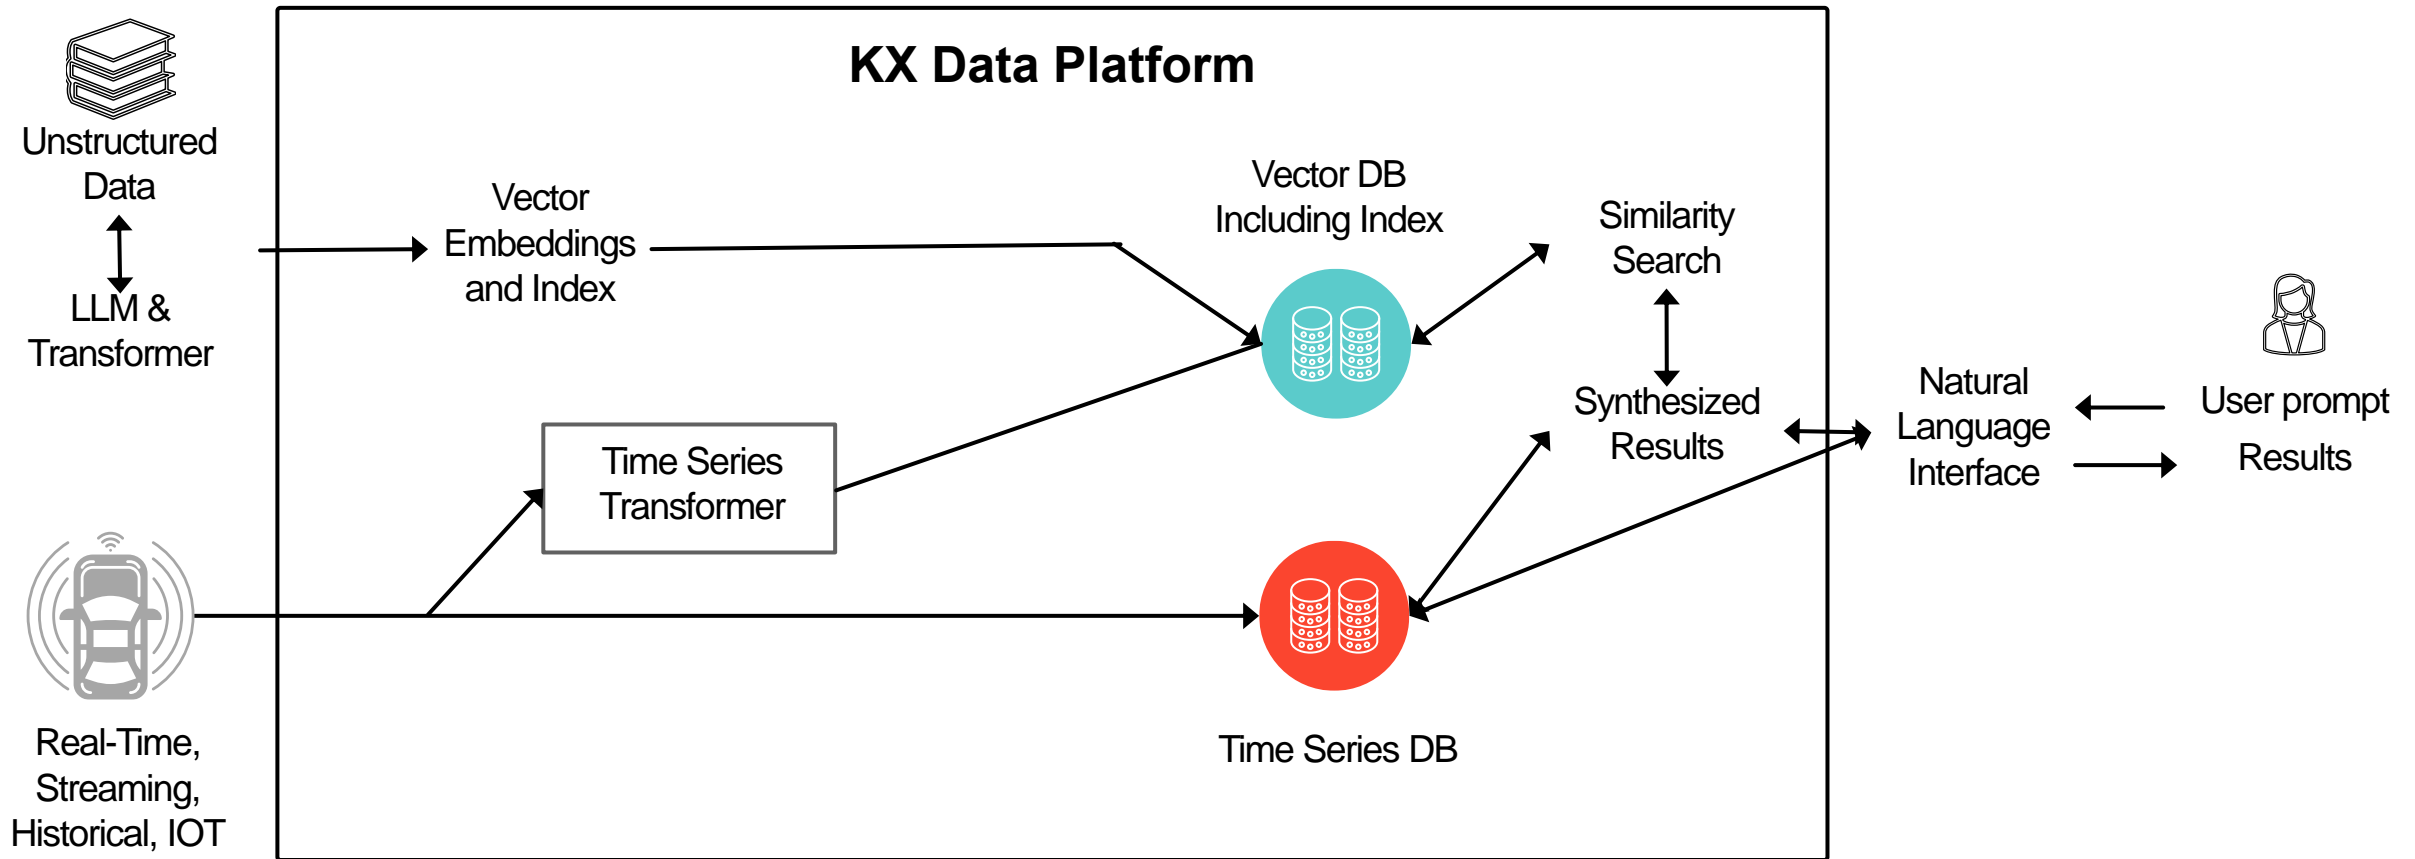 KX Data Platform
Unstructured
Data
LLM &
Transformer
Vector
Embeddings
and Index
Vector DB
Including Index
Similarity
Search
Synthesized
Results
Natural
Language
Interface
User prompt
Results
Time Series
Transformer
Time Series DB
Real-Time,
Streaming,
Historical, IOT